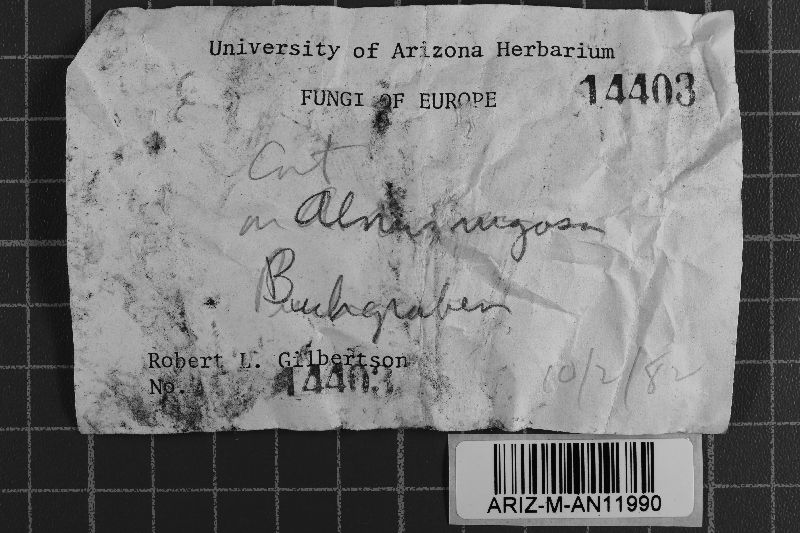 University of Arizona Herbarium
FUNGI OF EUROPE 14403
on Alnus rugosa
Buchgraben
Robert L. Gilbertson
No. 14403
10/2/82
ARIZ-M-AN11990